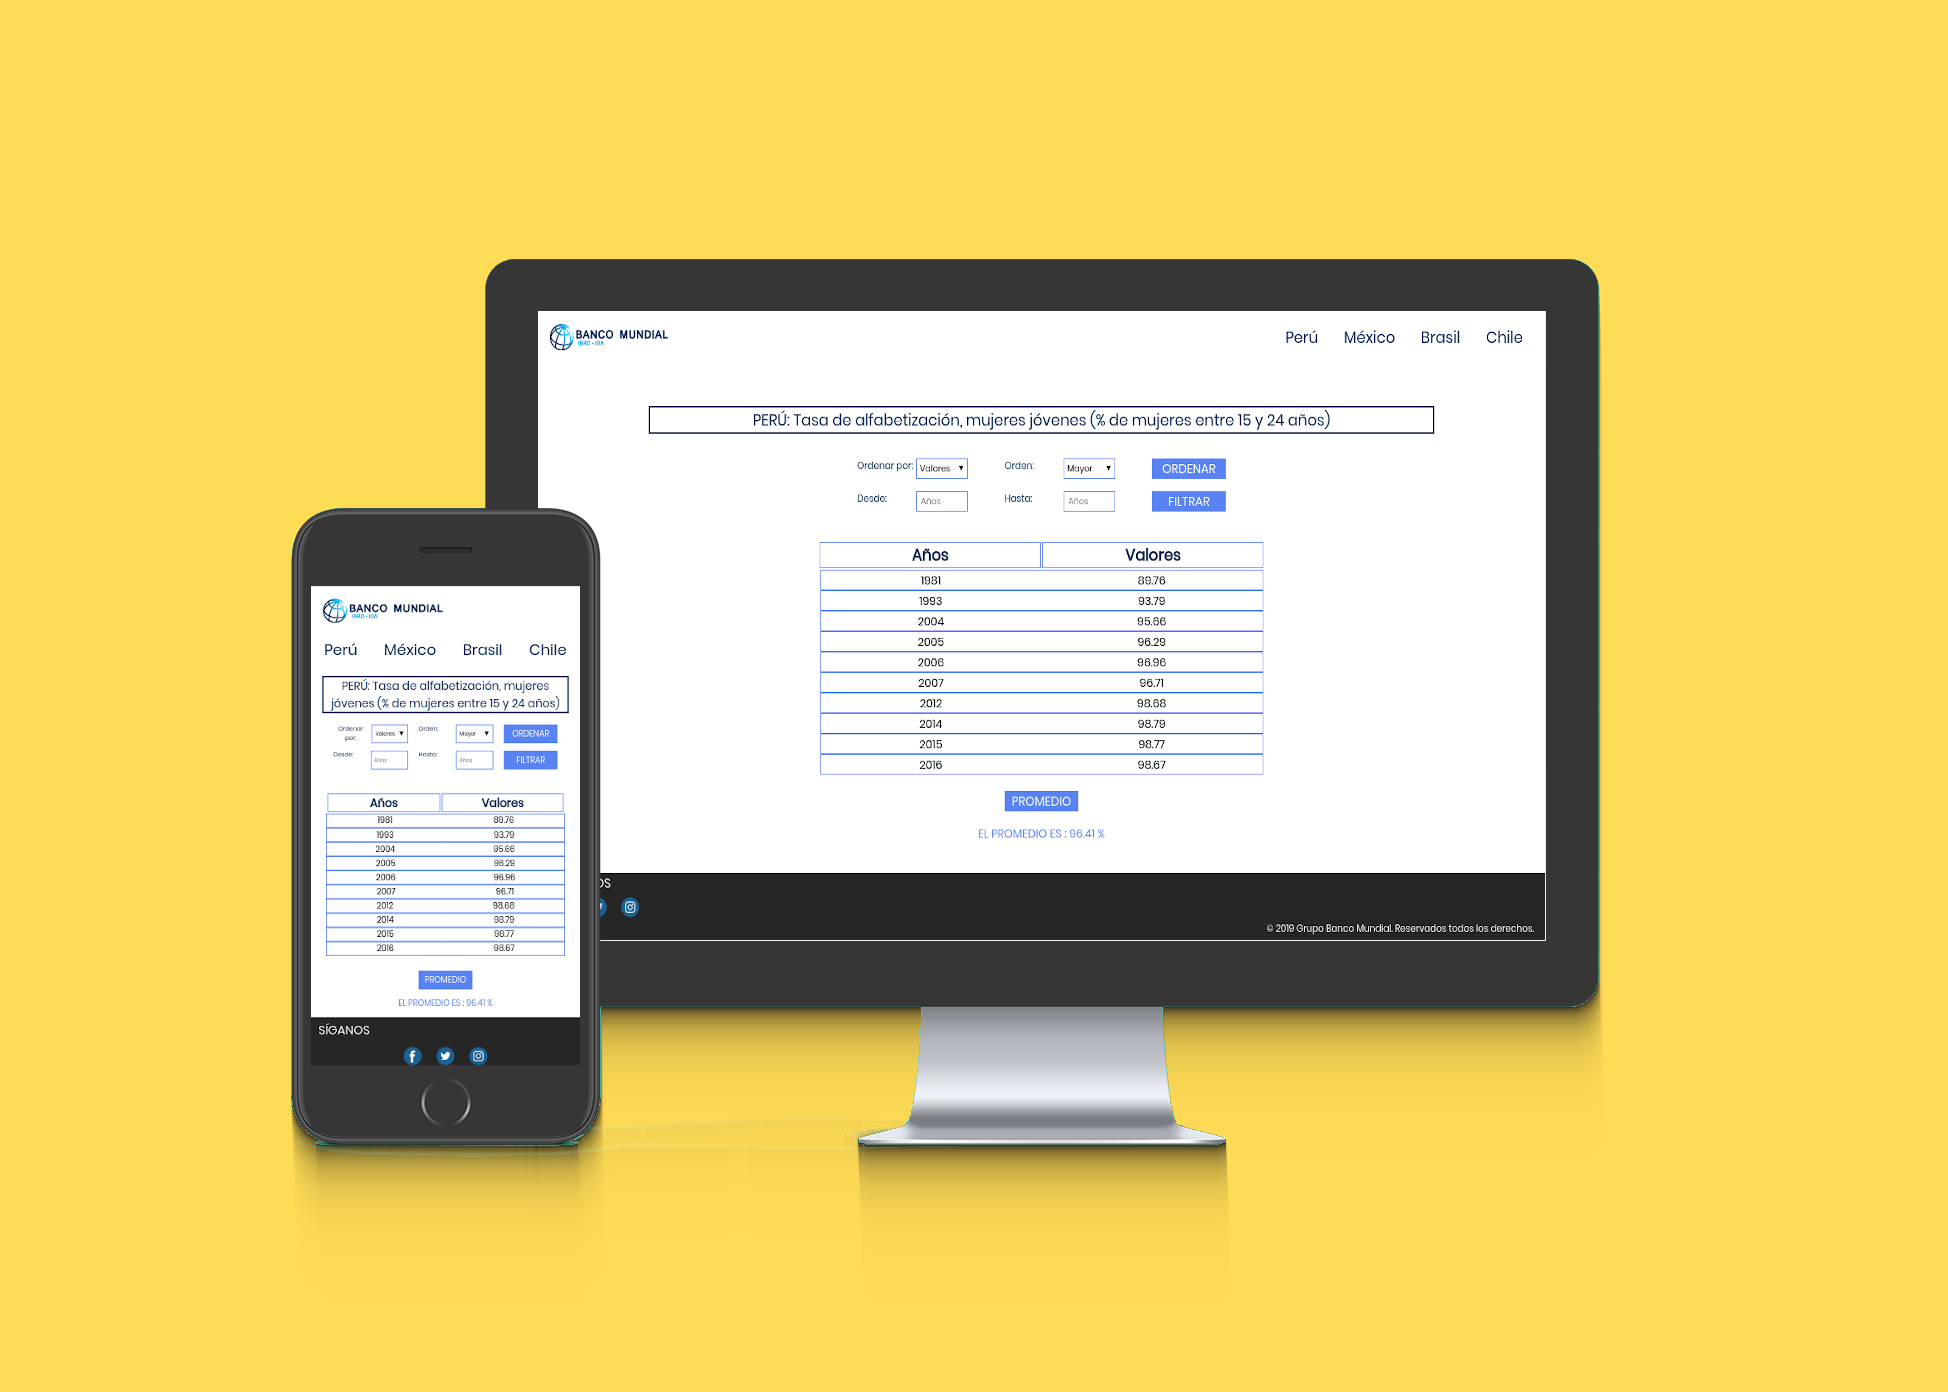 BANCO MUNDIAL
IBRD • IDA
Perú México Brasil Chile
PERÚ: Tasa de alfabetización, mujeres jóvenes (% de mujeres entre 15 y 24 años)
Ordenar por: Valores ▼ Orden: Mayor ▼ ORDENAR
Desde: Años Hasta: Años FILTRAR
Años Valores
1981 89.76
1993 93.79
2004 95.66
2005 96.29
2006 96.96
2007 96.71
2012 98.68
2014 98.79
2015 98.77
2016 98.67
PROMEDIO
EL PROMEDIO ES : 96.41 %
OS
© 2019 Grupo Banco Mundial. Reservados todos los derechos.
BANCO MUNDIAL
IBRD • IDA
Perú México Brasil Chile
PERÚ: Tasa de alfabetización, mujeres
jóvenes (% de mujeres entre 15 y 24 años)
Ordenar
por: Valores ▼ Orden: Mayor ▼ ORDENAR
Desde: Años Hasta: Años FILTRAR
Años Valores
1981 89.76
1993 93.79
2004 95.66
2005 96.29
2006 96.96
2007 96.71
2012 98.68
2014 98.79
2015 98.77
2016 98.67
PROMEDIO
EL PROMEDIO ES : 96.41 %
SÍGANOS